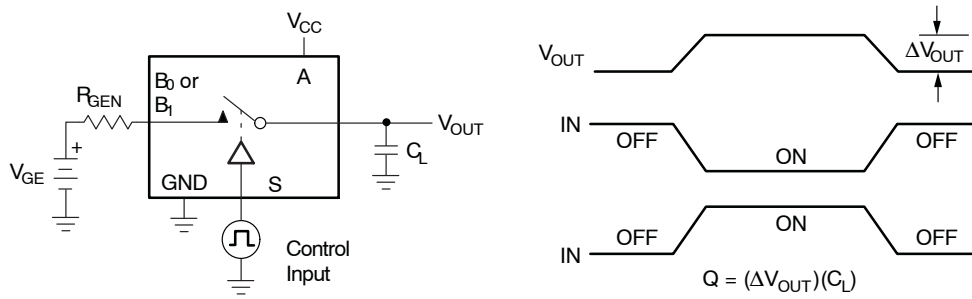 V_CC
B_0 or
B_1
A
R_GEN
+
V_GE
GND
S
V_OUT
C_L
Control
Input
V_OUT
ΔV_OUT
IN
OFF
ON
OFF
IN
OFF
ON
OFF
Q = (ΔV_OUT)(C_L)